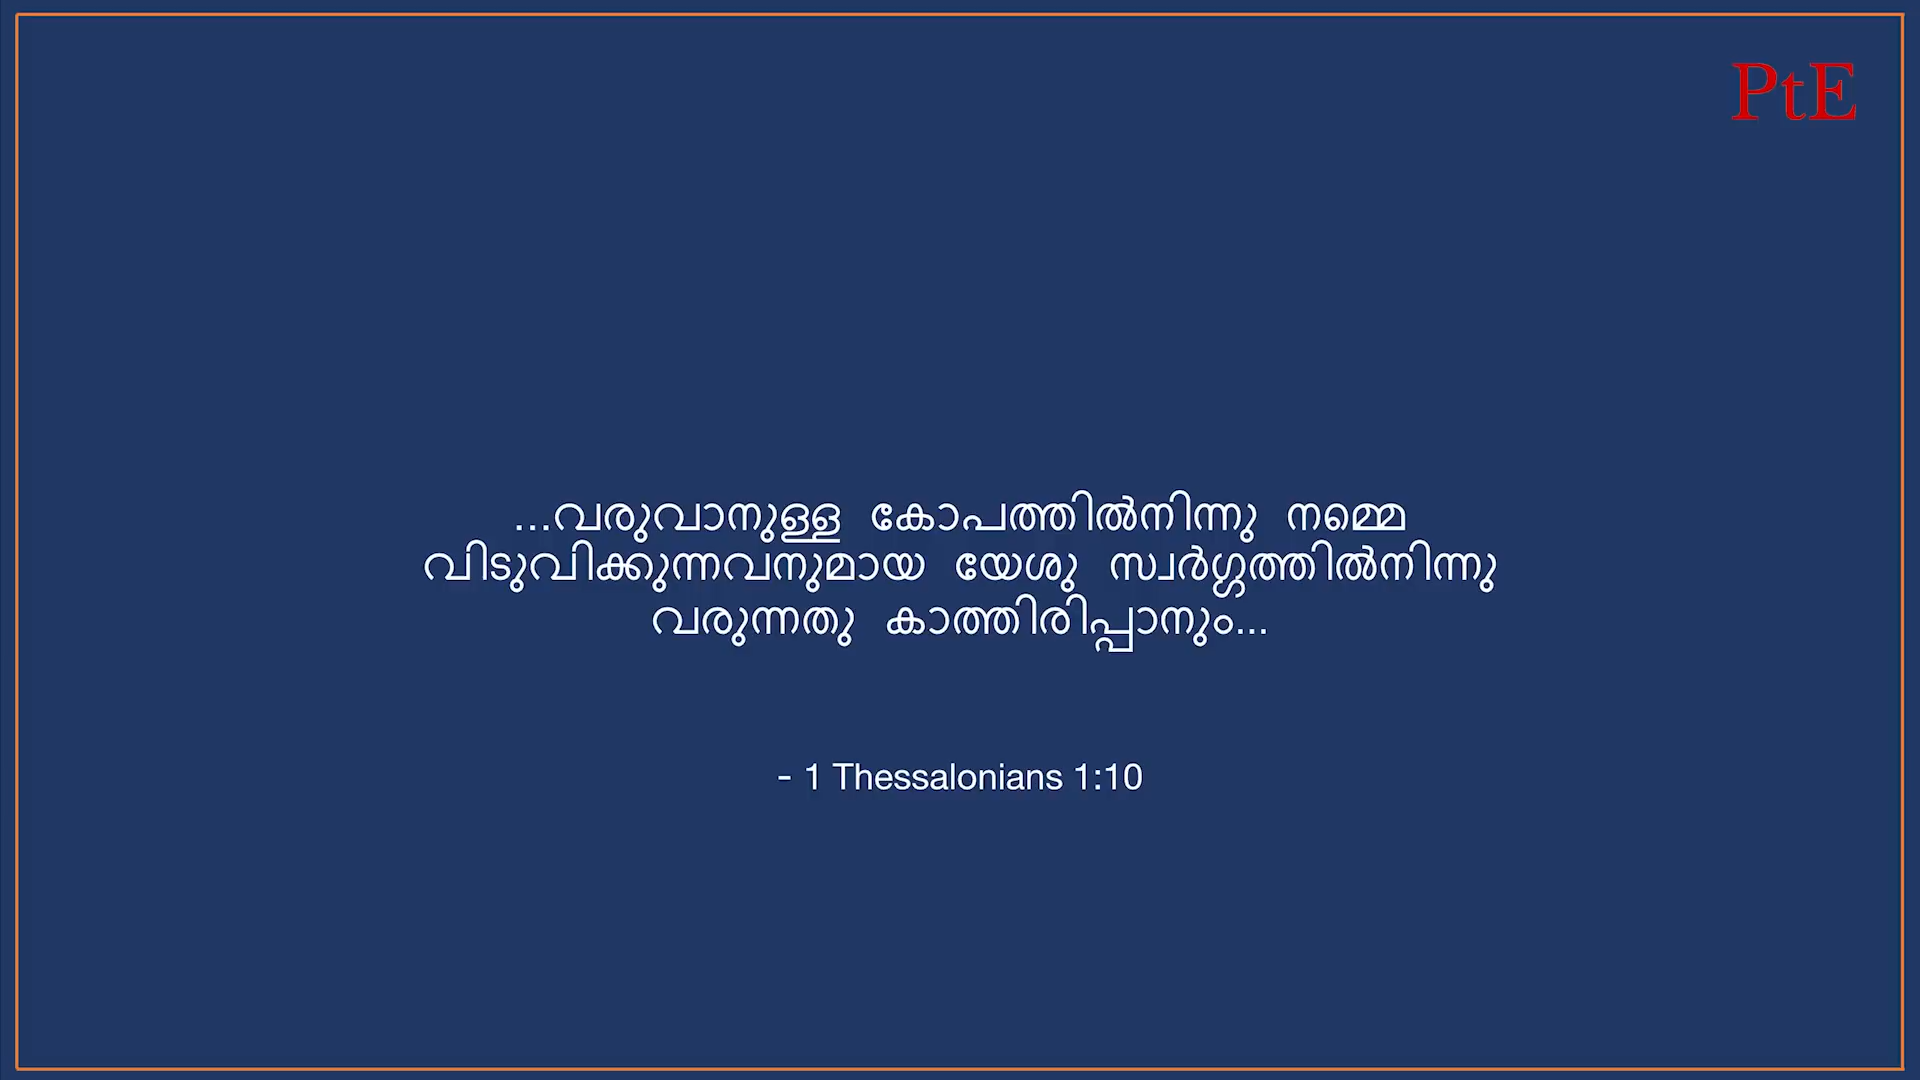 PtE
...വരുവാനുള്ള കോപത്തിൽനിന്നു നമ്മെ
വിടുവിക്കുന്നവനുമായ യേശു സ്വർഗ്ഗത്തിൽനിന്നു
വരുന്നതു കാത്തിരിപ്പാനും...
- 1 Thessalonians 1:10